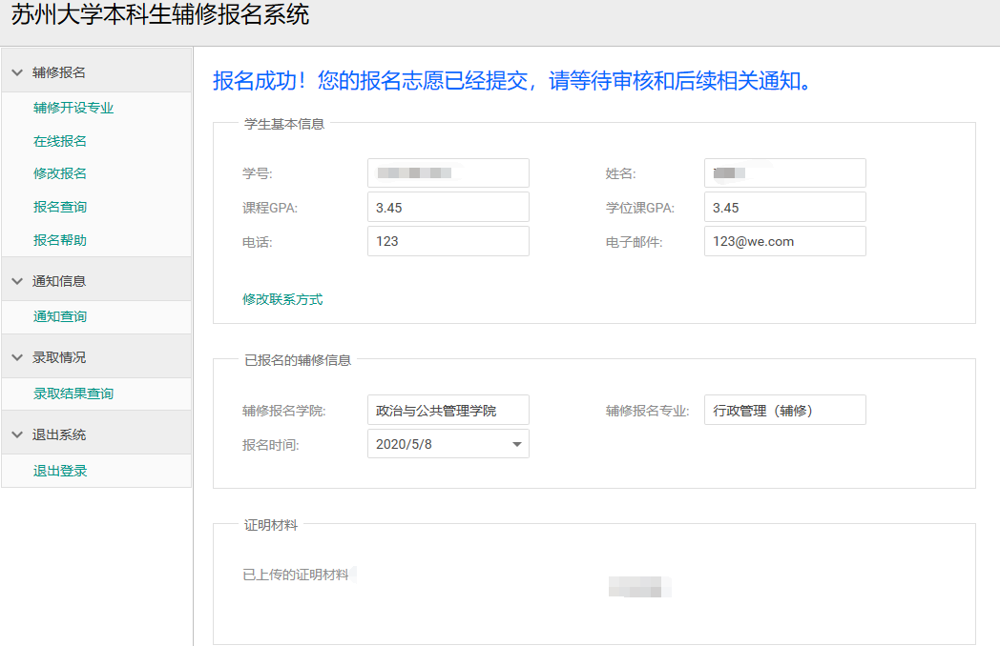 苏州大学本科生辅修报名系统
辅修报名
辅修开设专业
在线报名
修改报名
报名查询
报名帮助
通知信息
通知查询
录取情况
录取结果查询
退出系统
退出登录
报名成功！您的报名志愿已经提交，请等待审核和后续相关通知。
学生基本信息
学号:
姓名:
课程GPA: 3.45
学位课GPA: 3.45
电话: 123
电子邮件: 123@we.com
修改联系方式
已报名的辅修信息
辅修报名学院: 政治与公共管理学院
辅修报名专业: 行政管理（辅修）
报名时间: 2020/5/8
证明材料
已上传的证明材料